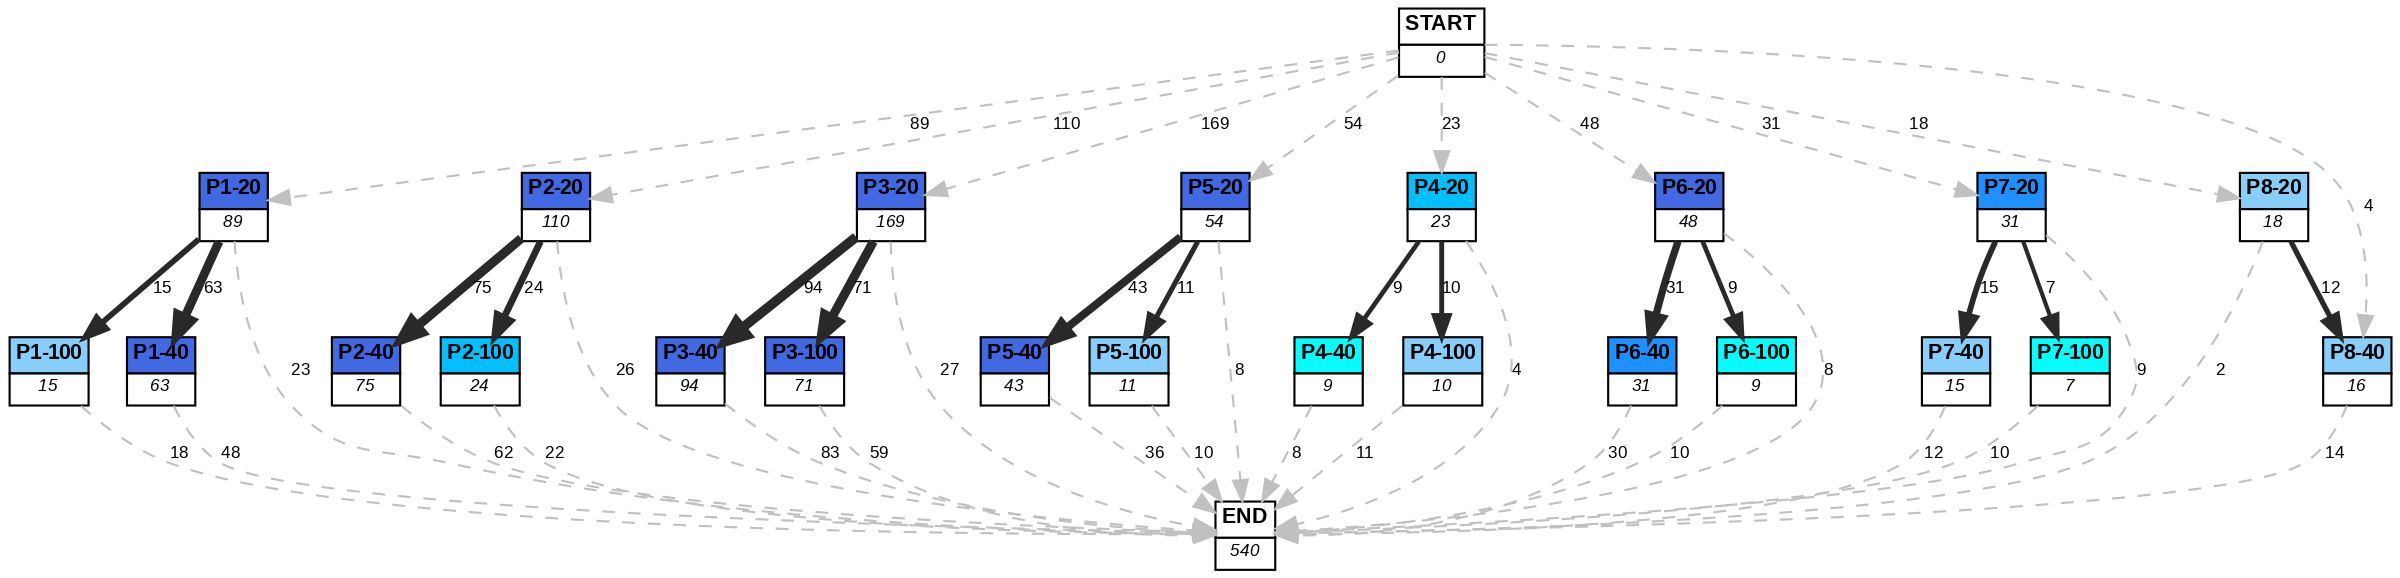 START
0
89
110
169
54
23
48
31
18
4
P1-20
89
P2-20
110
P3-20
169
P5-20
54
P4-20
23
P6-20
48
P7-20
31
P8-20
18
15
63
75
24
94
71
43
11
9
10
31
9
15
7
12
P1-100
15
P1-40
63
23
P2-40
75
P2-100
24
26
P3-40
94
P3-100
71
27
P5-40
43
P5-100
11
8
P4-40
9
P4-100
10
4
P6-40
31
P6-100
9
8
P7-40
15
P7-100
7
9
2
P8-40
16
18
48
62
22
83
59
36
10
8
11
30
10
12
10
14
END
540